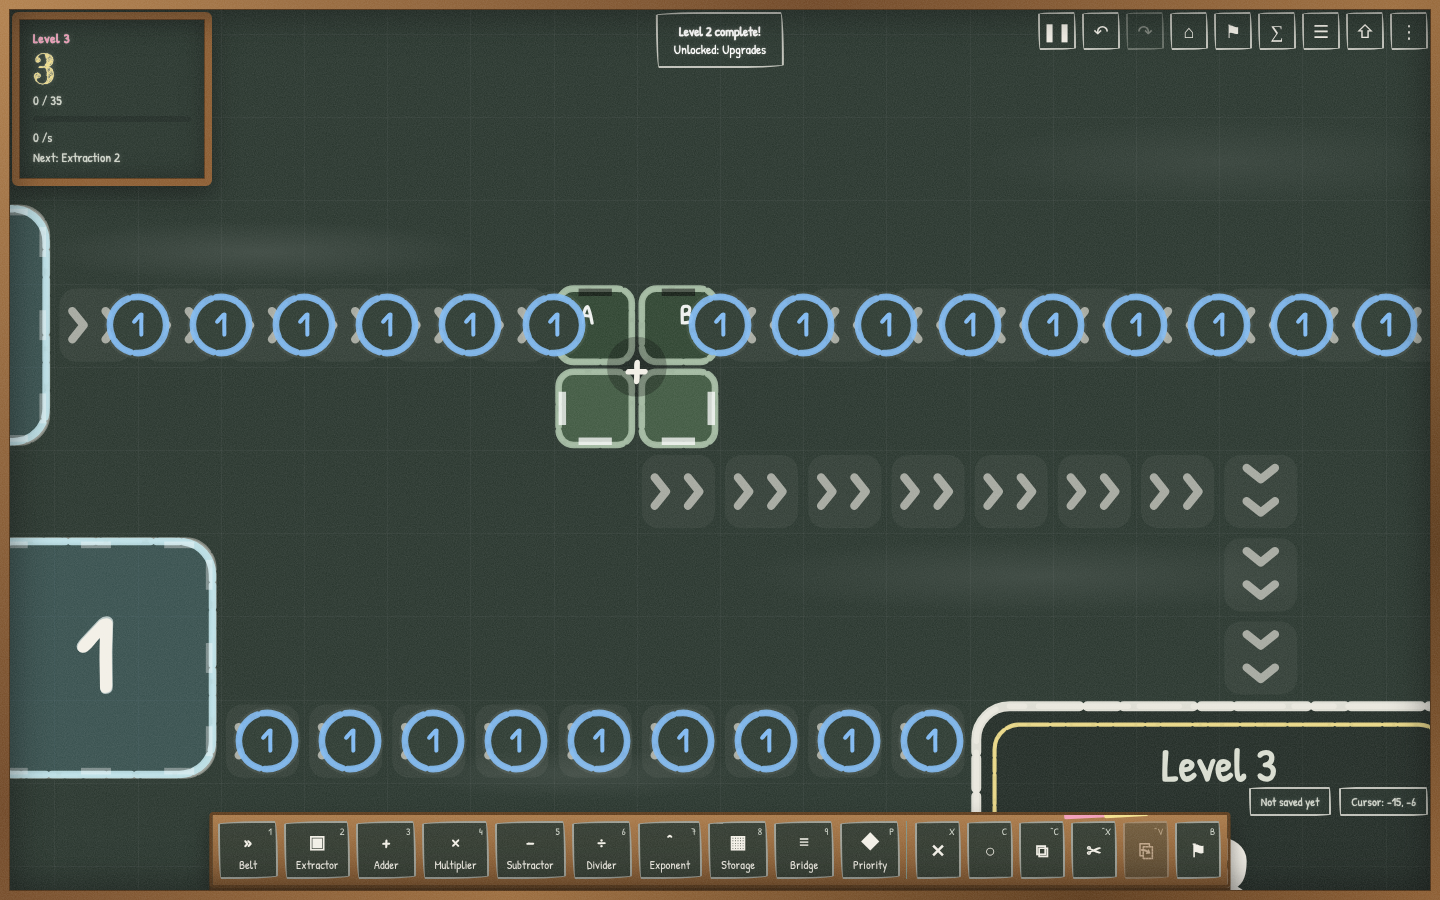 Level 3
3
0 / 35
0 /s
Next: Extraction 2
Level 2 complete!
Unlocked: Upgrades
A B
1 1 1 1 1 1 1 1 1 1 1 1 1 1 1
1
1 1 1 1 1 1 1 1 1
Level 3
Not saved yet
Cursor: -15, -6
1 Belt
2 Extractor
3 Adder
4 Multiplier
5 Subtractor
6 Divider
7 Exponent
8 Storage
9 Bridge
P Priority
X
C
^C
^X
^V
B